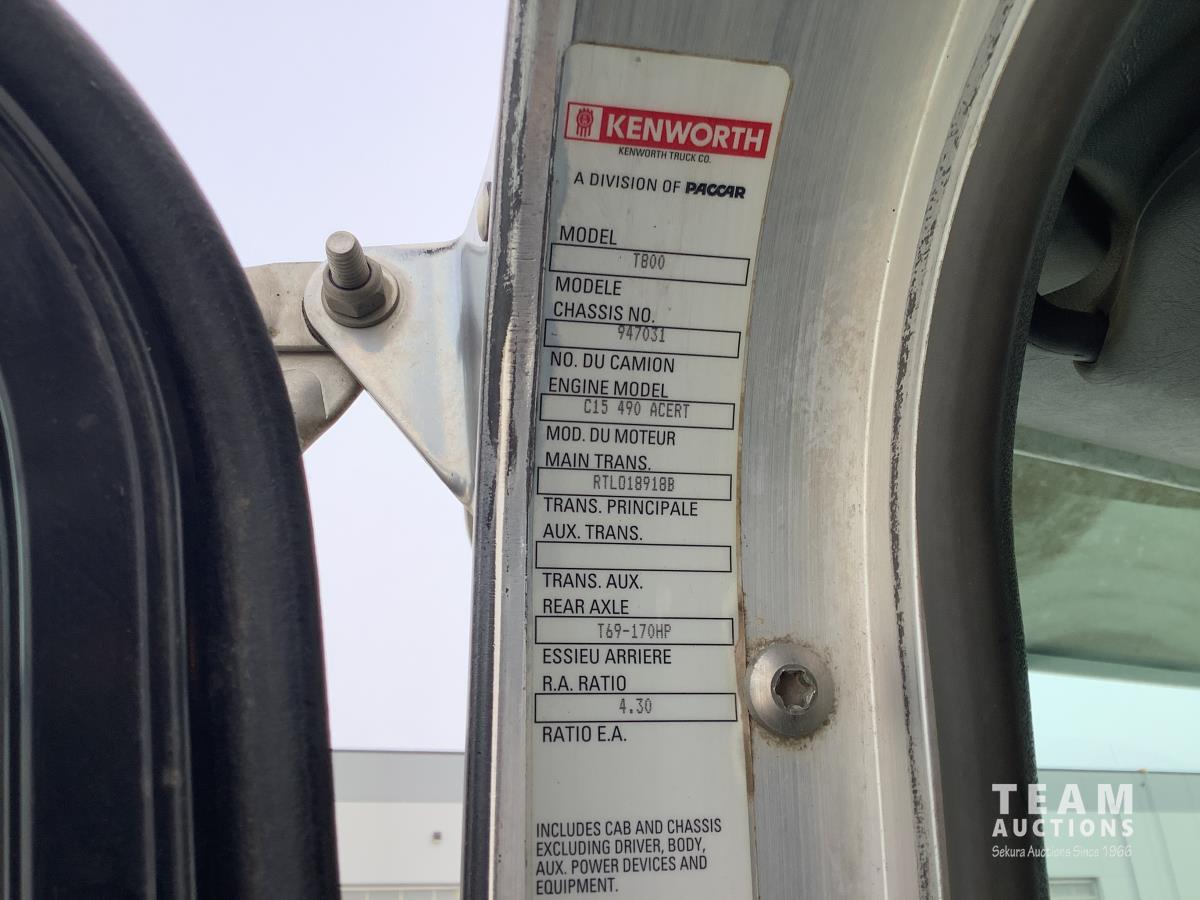 KENWORTH
KENWORTH TRUCK CO.
A DIVISION OF PACCAR
MODEL
T800
MODELE
CHASSIS NO.
947031
NO. DU CAMION
ENGINE MODEL
C15 490 ACERT
MOD. DU MOTEUR
MAIN TRANS.
RTLO18918B
TRANS. PRINCIPALE
AUX. TRANS.
TRANS. AUX.
REAR AXLE
T69-170HP
ESSIEU ARRIERE
R.A. RATIO
4.30
RATIO E.A.
INCLUDES CAB AND CHASSIS
EXCLUDING DRIVER, BODY,
AUX. POWER DEVICES AND
EQUIPMENT.
TEAM
AUCTIONS
Sekura Auctions Since 1966